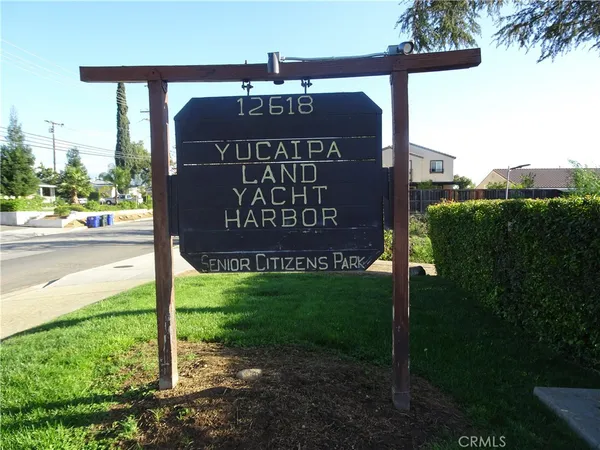 12618
YUCAIPA
LAND
YACHT
HARBOR
SENIOR CITIZENS PARK
CRMLS